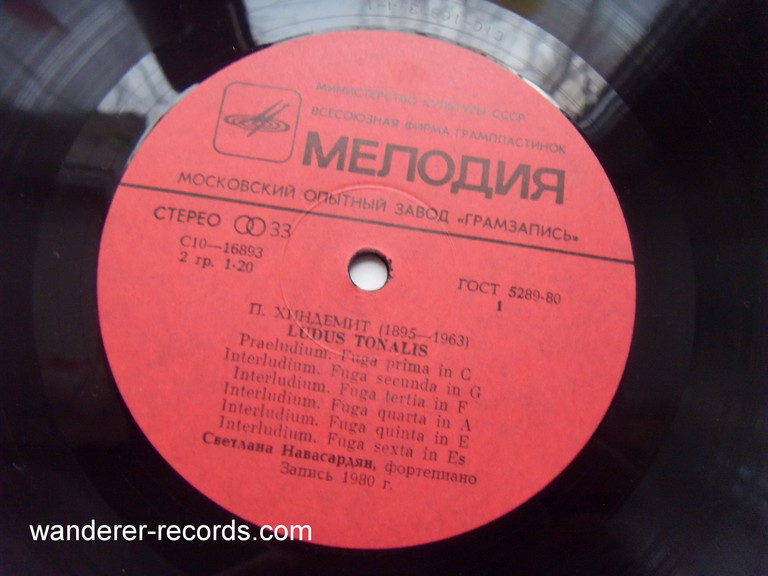 МИНИСТЕРСТВО КУЛЬТУРЫ СССР
ВСЕСОЮЗНАЯ ФИРМА ГРАМПЛАСТИНОК
МЕЛОДИЯ
МОСКОВСКИЙ ОПЫТНЫЙ ЗАВОД «ГРАМЗАПИСЬ»
СТЕРЕО 33
С10—16893
2 гр. 1-20
ГОСТ 5289-80
1
П. ХИНДЕМИТ (1895—1963)
LUDUS TONALIS
Praeludium. Fuga prima in C
Interludium. Fuga secunda in G
Interludium. Fuga tertia in F
Interludium. Fuga quarta in A
Interludium. Fuga quinta in E
Interludium. Fuga sexta in Es
Светлана Навасардян, фортепиано
Запись 1980 г.
wanderer-records.com